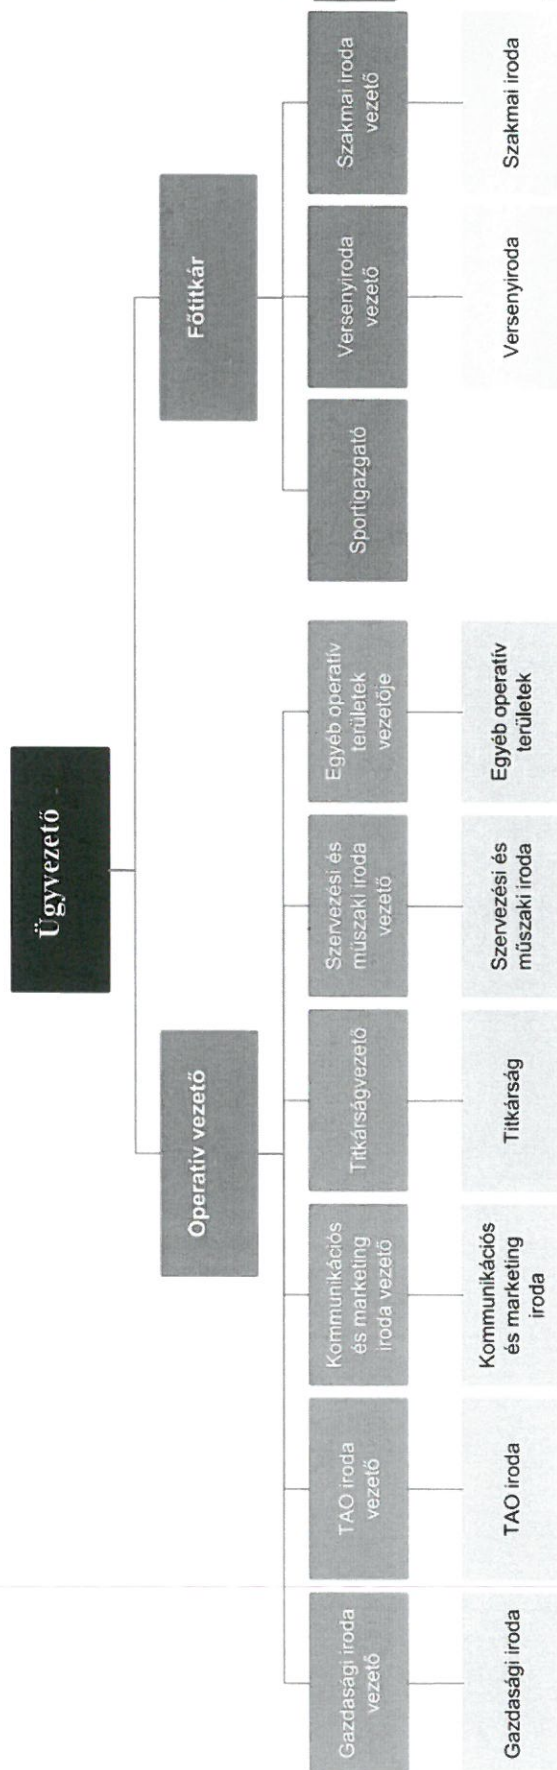 Ügyvezető
Operatív vezető
Főtitkár
Gazdasági iroda
vezető
TAO iroda
vezető
Kommunikációs
és marketing
iroda vezető
Titkárságvezető
Szervezési és
műszaki iroda
vezető
Egyéb operatív
területek
vezetője
Sportigazgató
Versenyiroda
vezető
Szakmai iroda
vezető
Gazdasági iroda
TAO iroda
Kommunikációs
és marketing
iroda
Titkárság
Szervezési és
műszaki iroda
Egyéb operatív
területek
Versenyiroda
Szakmai iroda